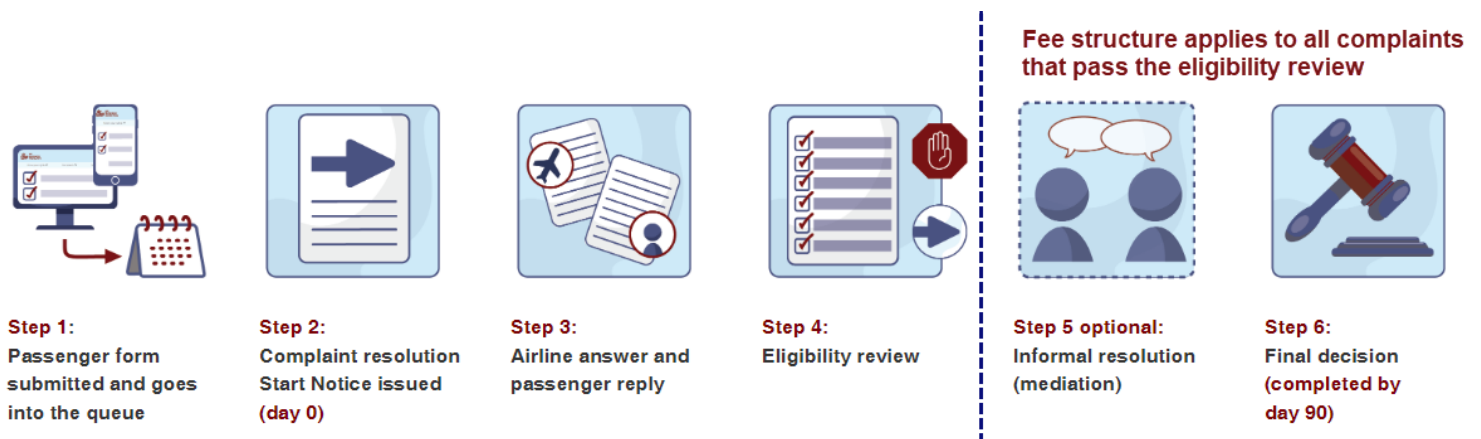 Fee structure applies to all complaints
that pass the eligibility review
Step 1:
Passenger form
submitted and goes
into the queue
Step 2:
Complaint resolution
Start Notice issued
(day 0)
Step 3:
Airline answer and
passenger reply
Step 4:
Eligibility review
Step 5 optional:
Informal resolution
(mediation)
Step 6:
Final decision
(completed by
day 90)